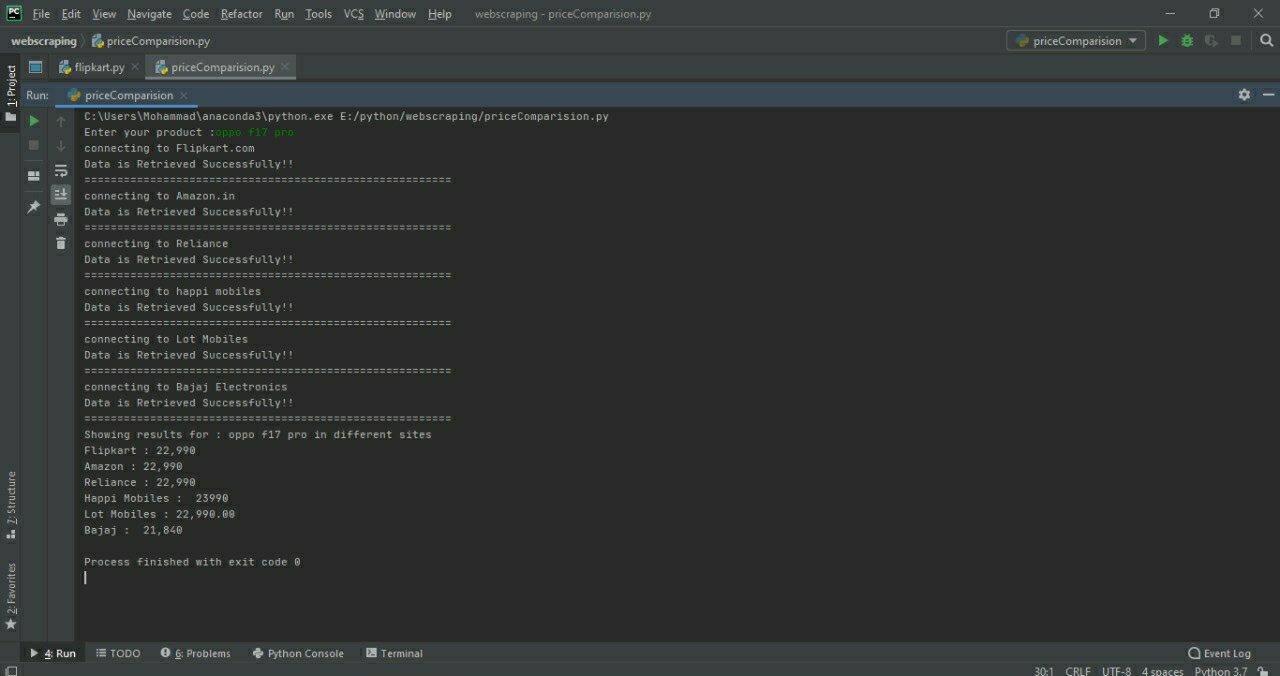 PC File Edit View Navigate Code Refactor Run Tools VCS Window Help webscraping - priceComparision.py
webscraping priceComparision.py priceComparision
1: Project flipkart.py priceComparision.py
Run: priceComparision
C:\Users\Mohammad\anaconda3\python.exe E:/python/webscraping/priceComparision.py
Enter your product :oppo f17 pro
connecting to Flipkart.com
Data is Retrieved Successfully!!
========================================================
connecting to Amazon.in
Data is Retrieved Successfully!!
========================================================
connecting to Reliance
Data is Retrieved Successfully!!
========================================================
connecting to happi mobiles
Data is Retrieved Successfully!!
========================================================
connecting to Lot Mobiles
Data is Retrieved Successfully!!
========================================================
connecting to Bajaj Electronics
Data is Retrieved Successfully!!
========================================================
Showing results for : oppo f17 pro in different sites
Flipkart : 22,990
Amazon : 22,990
Reliance : 22,990
Happi Mobiles :  23990
Lot Mobiles : 22,990.00
Bajaj :  21,840
Process finished with exit code 0
7: Structure
2: Favorites
4: Run TODO 6: Problems Python Console Terminal Event Log
30:1 CRLF UTF-8 4 spaces Python 3.7